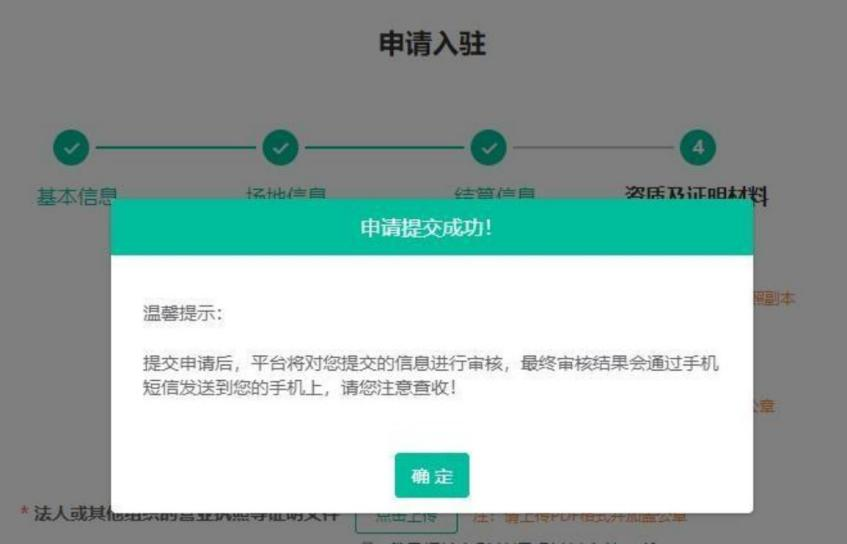 申请入驻
4
基本信息
场地信息
结算信息
资质及证明材料
申请提交成功!
温馨提示:
照副本
提交申请后，平台将对您提交的信息进行审核，最终审核结果会通过手机
短信发送到您的手机上，请您注意查收!
公章
确定
*法人或其他组织的营业执照等证明文件
点击上传
注：请上传PDF格式并加盖公章